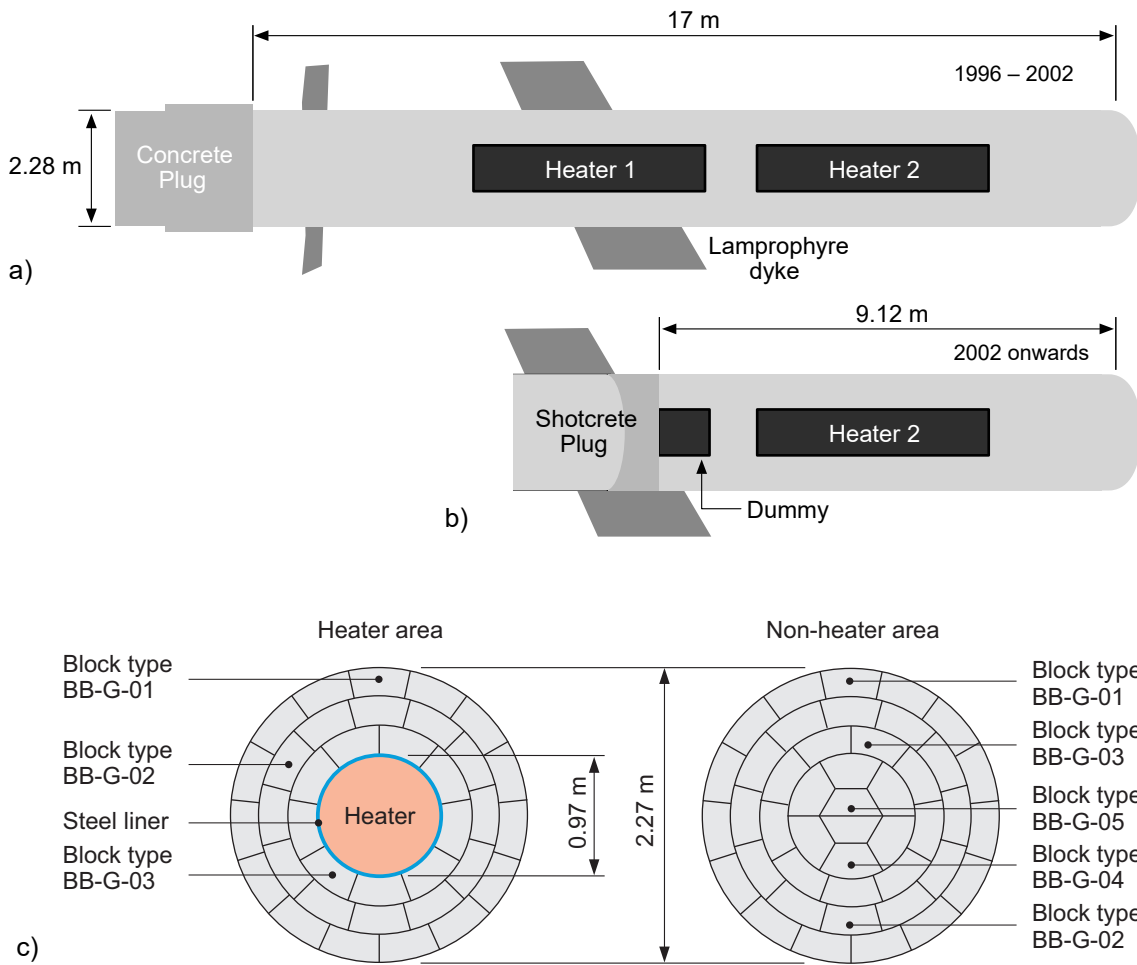 17 m
1996 – 2002
2.28 m
Concrete
Plug
Heater 1
Heater 2
Lamprophyre
dyke
a)
9.12 m
2002 onwards
Shotcrete
Plug
Heater 2
Dummy
b)
Heater area
Non-heater area
Block type
BB-G-01
Block type
BB-G-02
Steel liner
Block type
BB-G-03
Heater
0.97 m
2.27 m
Block type
BB-G-01
Block type
BB-G-03
Block type
BB-G-05
Block type
BB-G-04
Block type
BB-G-02
c)